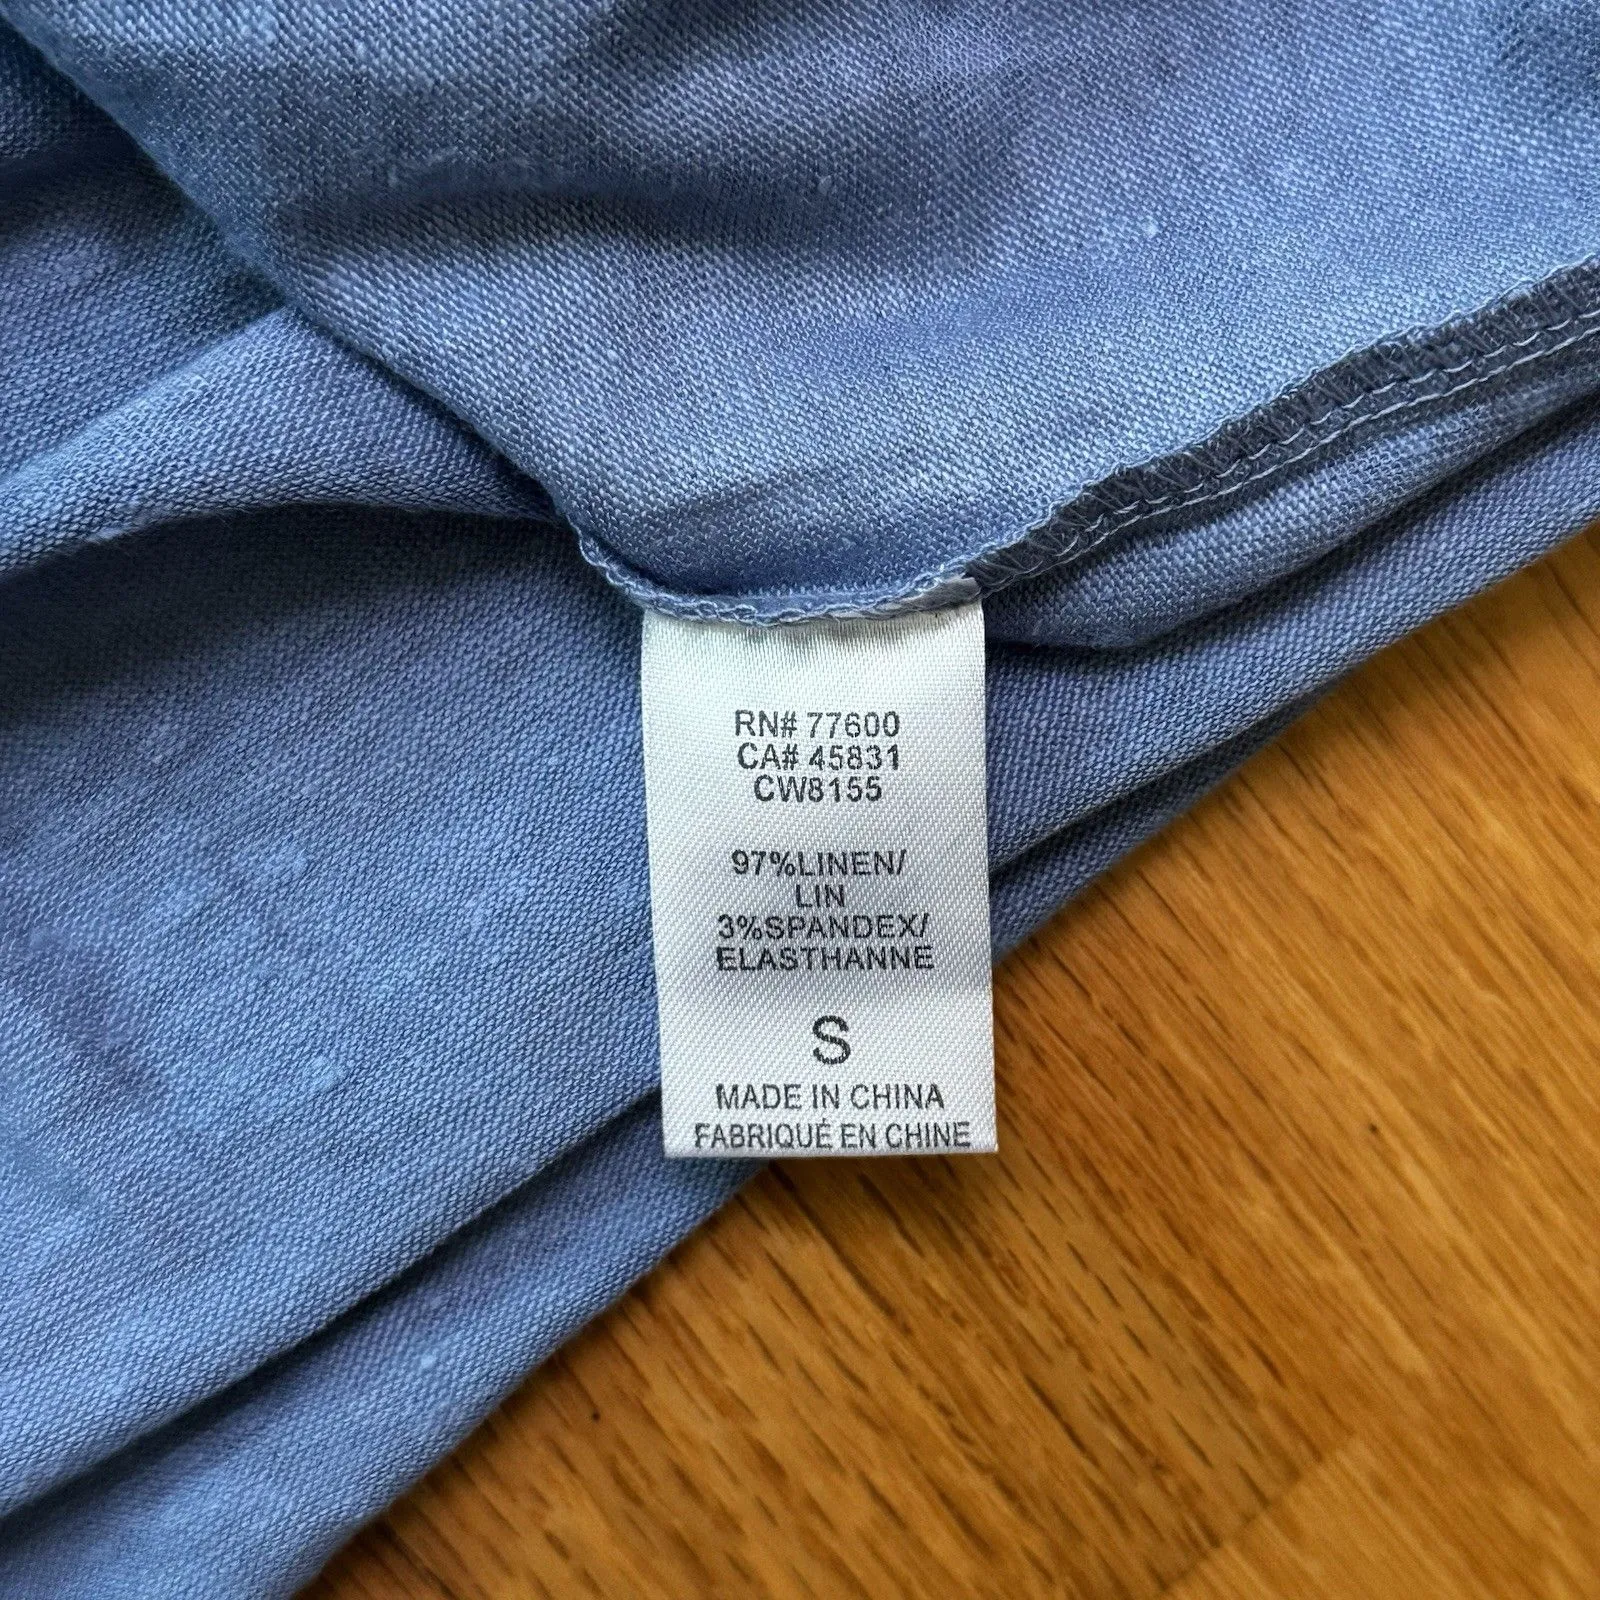 RN# 77600
CA# 45831
CW8155
97%LINEN/
LIN
3%SPANDEX/
ELASTHANNE
S
MADE IN CHINA
FABRIQUÉ EN CHINE